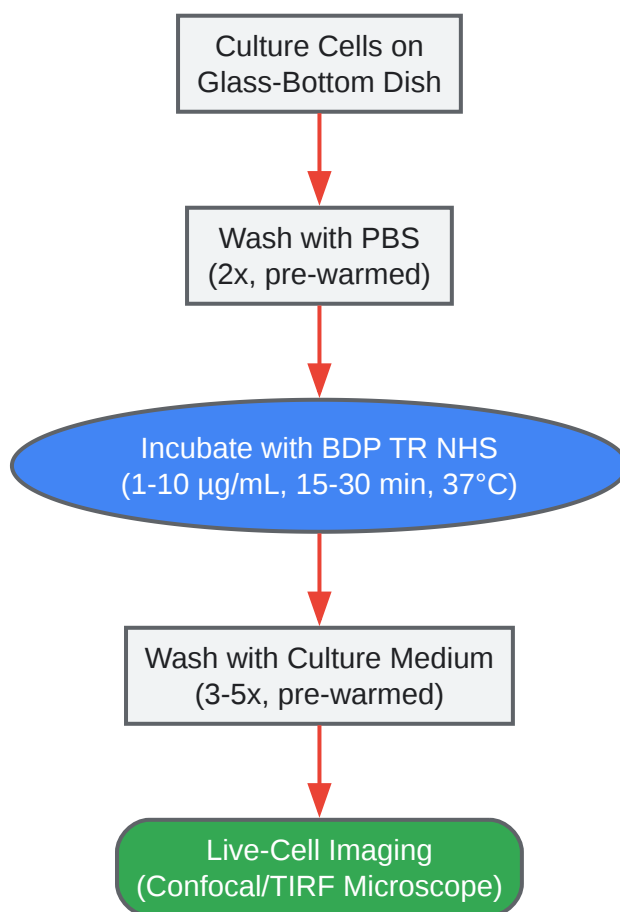 Culture Cells on
Glass-Bottom Dish
Wash with PBS
(2x, pre-warmed)
Incubate with BDP TR NHS
(1-10 µg/mL, 15-30 min, 37°C)
Wash with Culture Medium
(3-5x, pre-warmed)
Live-Cell Imaging
(Confocal/TIRF Microscope)